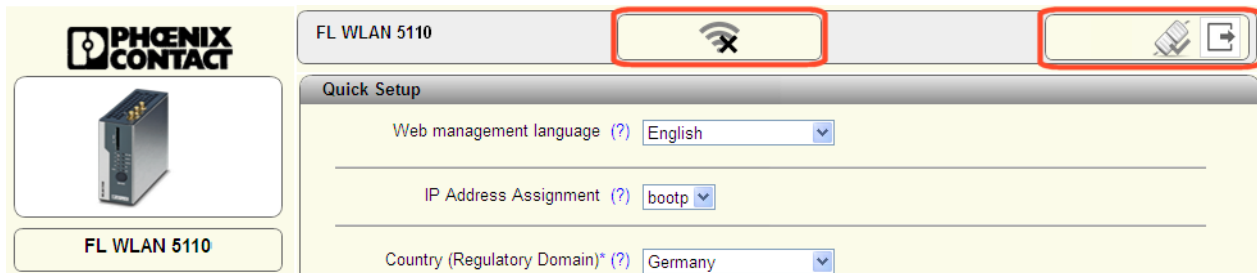 PHŒNIX
CONTACT
FL WLAN 5110
FL WLAN 5110
Quick Setup
Web management language (?) English
IP Address Assignment (?) bootp
Country (Regulatory Domain)* (?) Germany